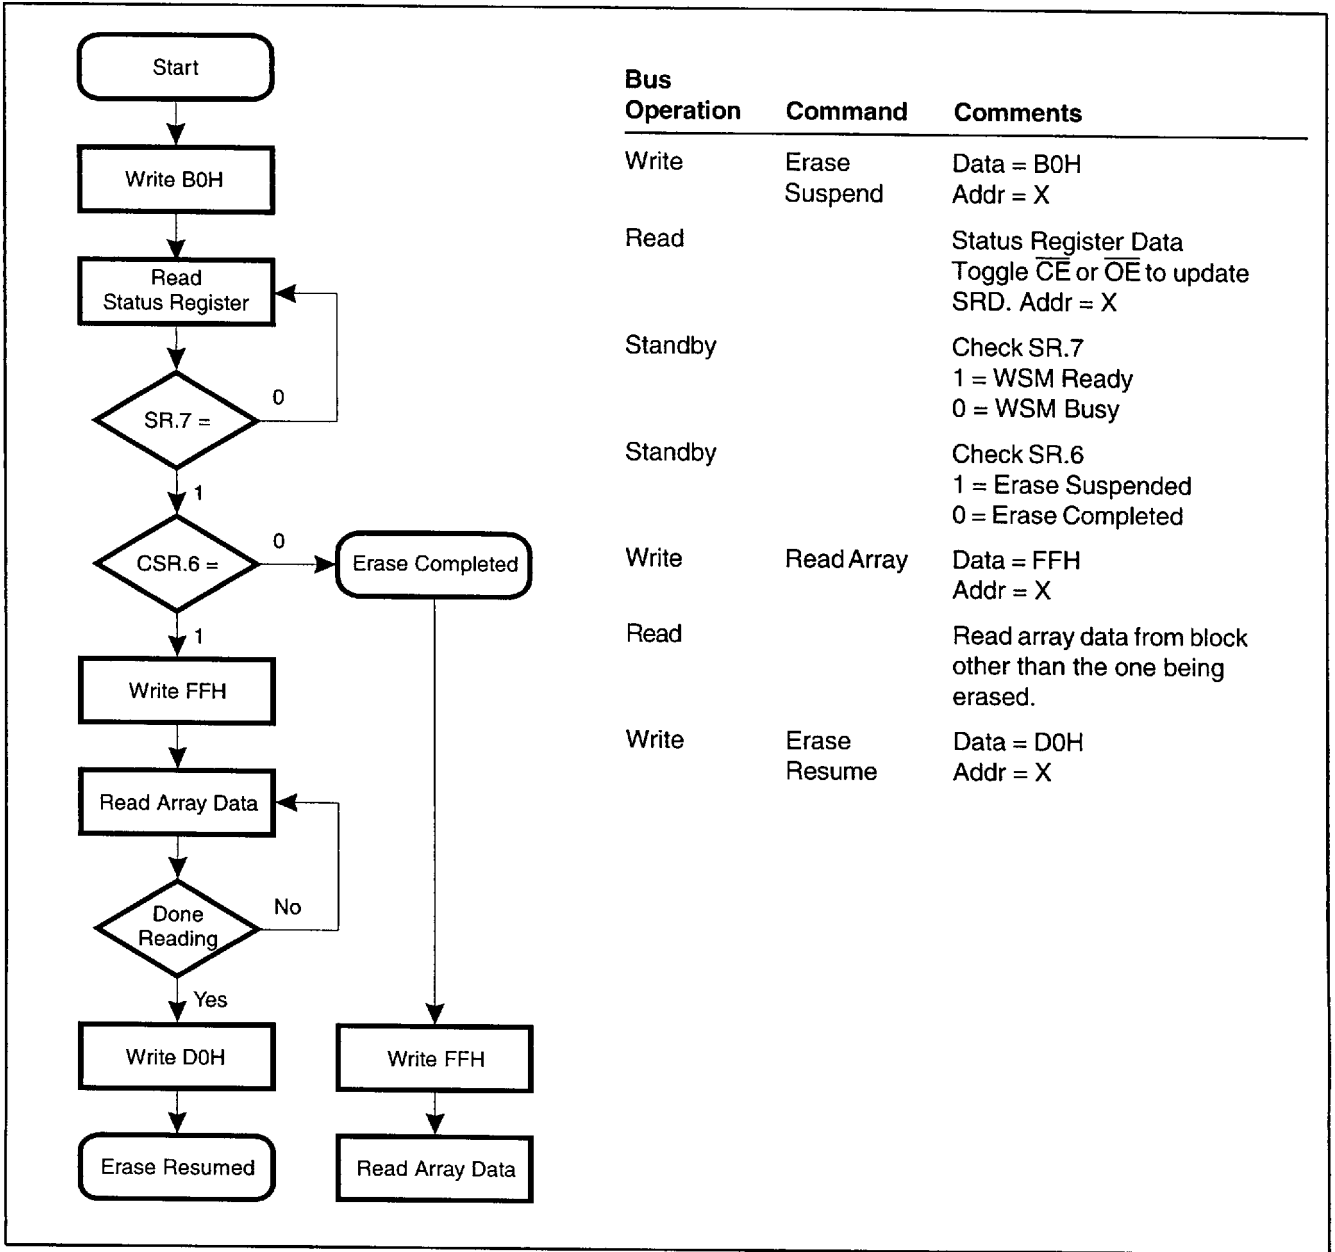 Start
Write B0H
Read
Status Register
0
SR.7 =
1
0
CSR.6 =
Erase Completed
1
Write FFH
Read Array Data
No
Done
Reading
Yes
Write D0H
Write FFH
Erase Resumed
Read Array Data
Bus
Operation Command Comments
Write Erase Data = B0H
Suspend Addr = X
Read Status Register Data
Toggle C̅E̅ or O̅E̅ to update
SRD. Addr = X
Standby Check SR.7
1 = WSM Ready
0 = WSM Busy
Standby Check SR.6
1 = Erase Suspended
0 = Erase Completed
Write Read Array Data = FFH
Addr = X
Read Read array data from block
other than the one being
erased.
Write Erase Data = D0H
Resume Addr = X